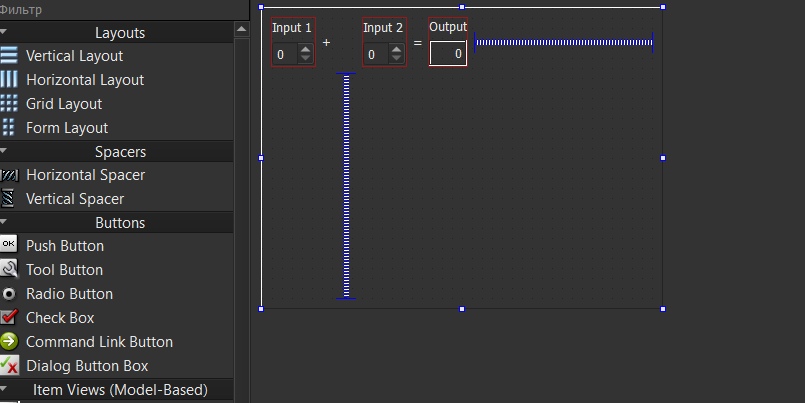 Фильтр
Layouts
Vertical Layout
Horizontal Layout
Grid Layout
Form Layout
Spacers
Horizontal Spacer
Vertical Spacer
Buttons
OK Push Button
Tool Button
Radio Button
Check Box
Command Link Button
Dialog Button Box
Item Views (Model-Based)
Input 1 Input 2 Output
0 + 0 = 0